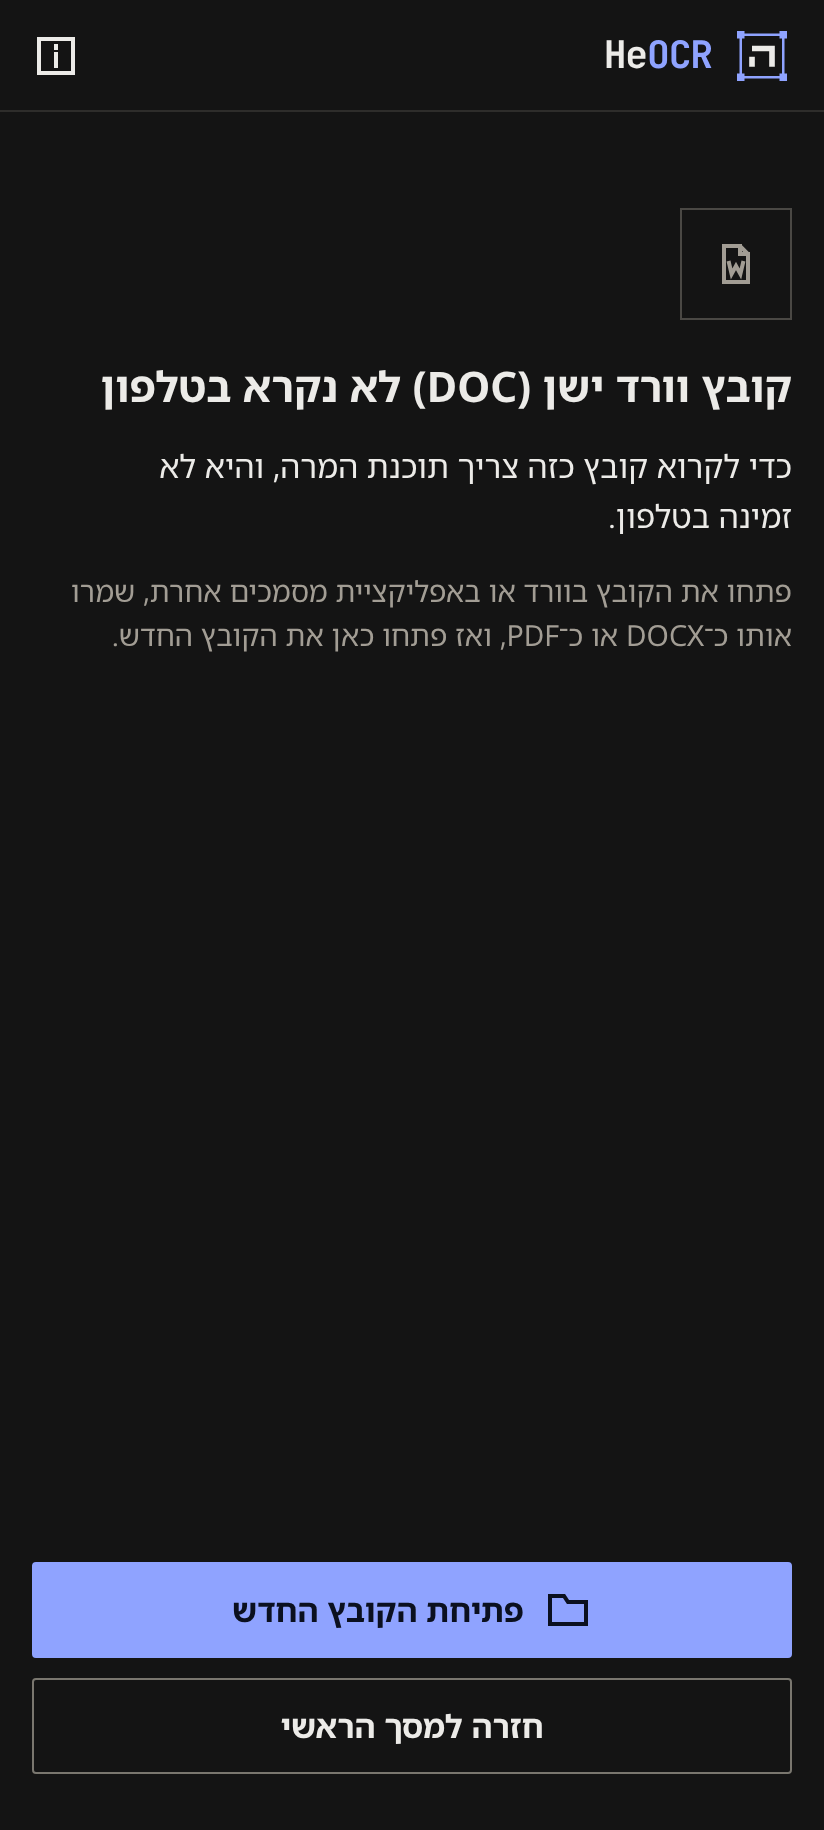 HeOCR
קובץ וורד ישן (DOC) לא נקרא בטלפון
כדי לקרוא קובץ כזה צריך תוכנת המרה, והיא לא
זמינה בטלפון.
פתחו את הקובץ בוורד או באפליקציית מסמכים אחרת, שמרו
אותו כ־DOCX או כ־PDF, ואז פתחו כאן את הקובץ החדש.
פתיחת הקובץ החדש
חזרה למסך הראשי